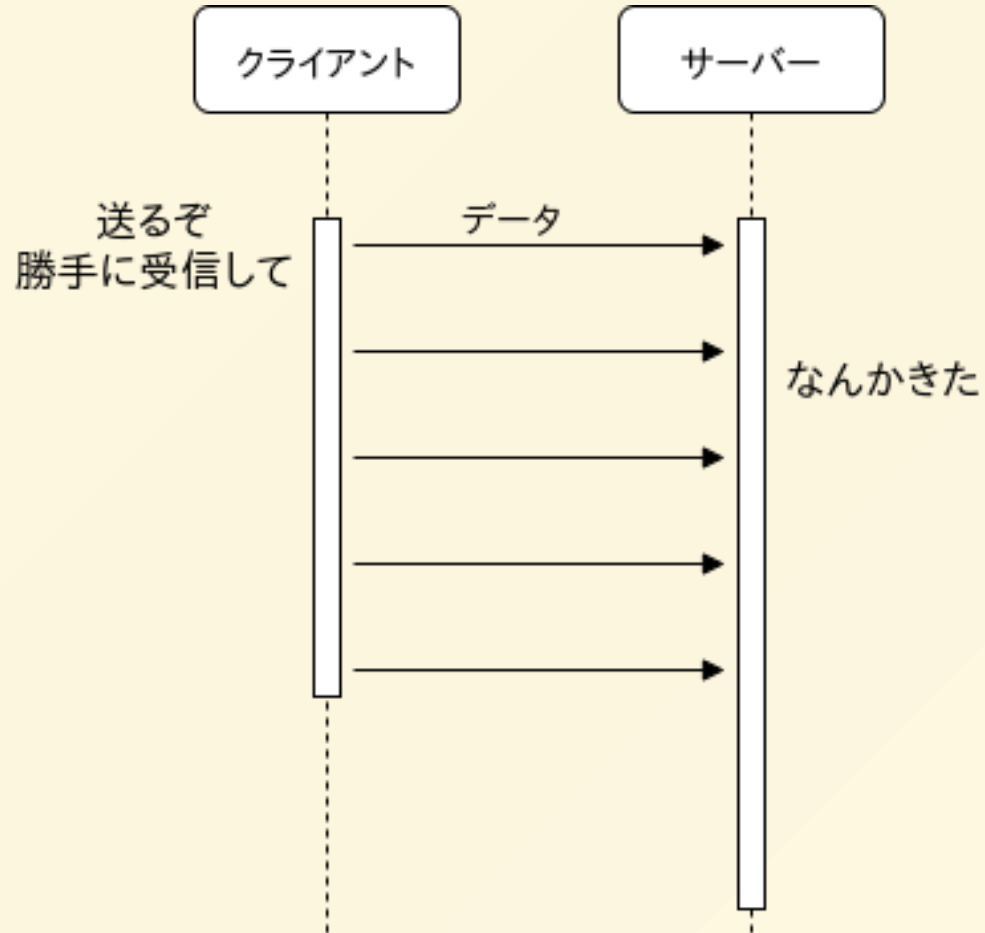 クライアント
サーバー
送るぞ
勝手に受信して
データ
なんかきた